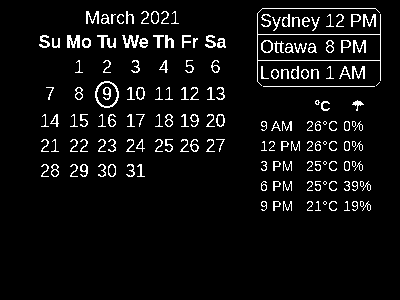 March 2021
Su Mo Tu We Th Fr Sa
1 2 3 4 5 6
7 8 9 10 11 12 13
14 15 16 17 18 19 20
21 22 23 24 25 26 27
28 29 30 31
Sydney 12 PM
Ottawa 8 PM
London 1 AM
°C ☂
9 AM 26°C 0%
12 PM 26°C 0%
3 PM 25°C 0%
6 PM 25°C 39%
9 PM 21°C 19%